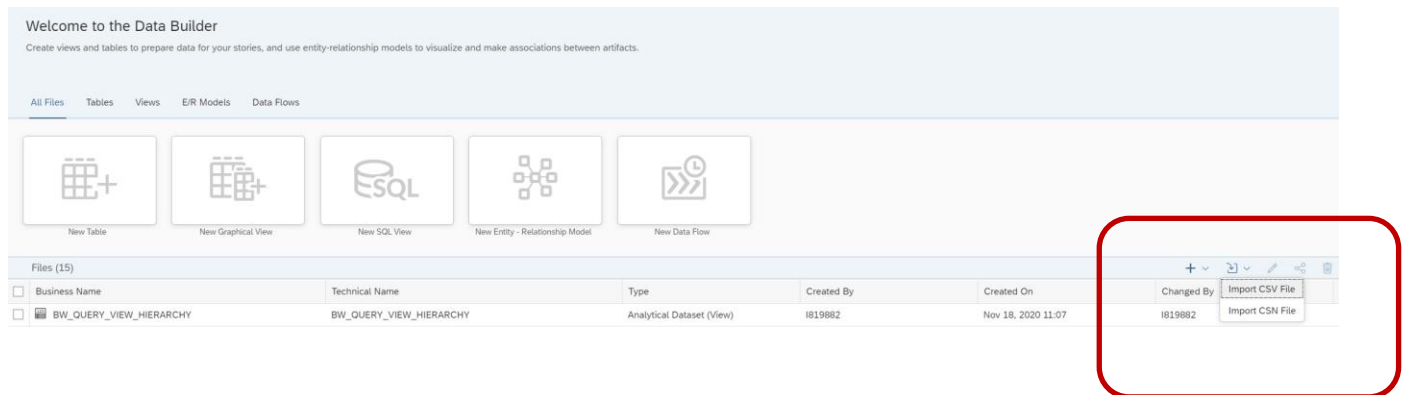 Welcome to the Data Builder
Create views and tables to prepare data for your stories, and use entity-relationship models to visualize and make associations between artifacts.
All Files Tables Views E/R Models Data Flows
SQL
New Table New Graphical View New SQL View New Entity - Relationship Model New Data Flow
Files (15)
Business Name Technical Name Type Created By Created On Changed By Import CSV File
BW_QUERY_VIEW_HIERARCHY BW_QUERY_VIEW_HIERARCHY Analytical Dataset (View) I819882 Nov 18, 2020 11:07 I819882 Import CSN File